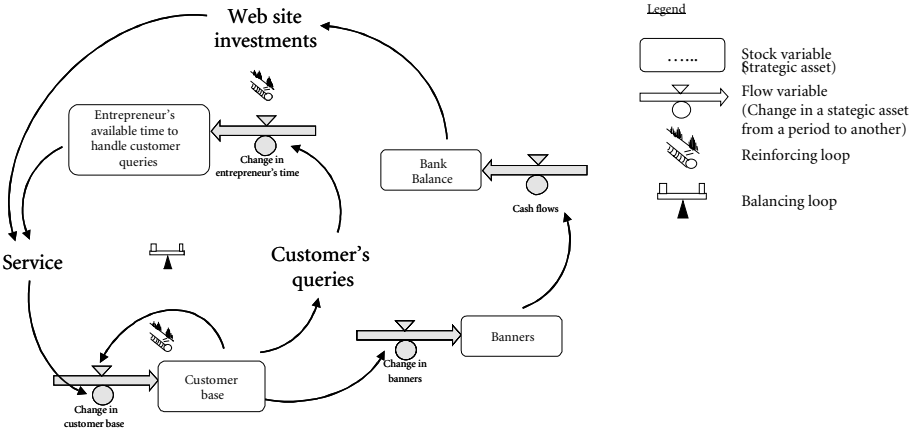 Web site
investments
Entrepreneur's
available time to
handle customer
queries
Change in
entrepreneur's time
Bank
Balance
Cash flows
Service
Customer's
queries
Change in
banners
Banners
Customer
base
Change in
customer base
Legend
…...
Stock variable
(Strategic asset)
Flow variable
(Change in a stategic asset
from a period to another)
Reinforcing loop
Balancing loop